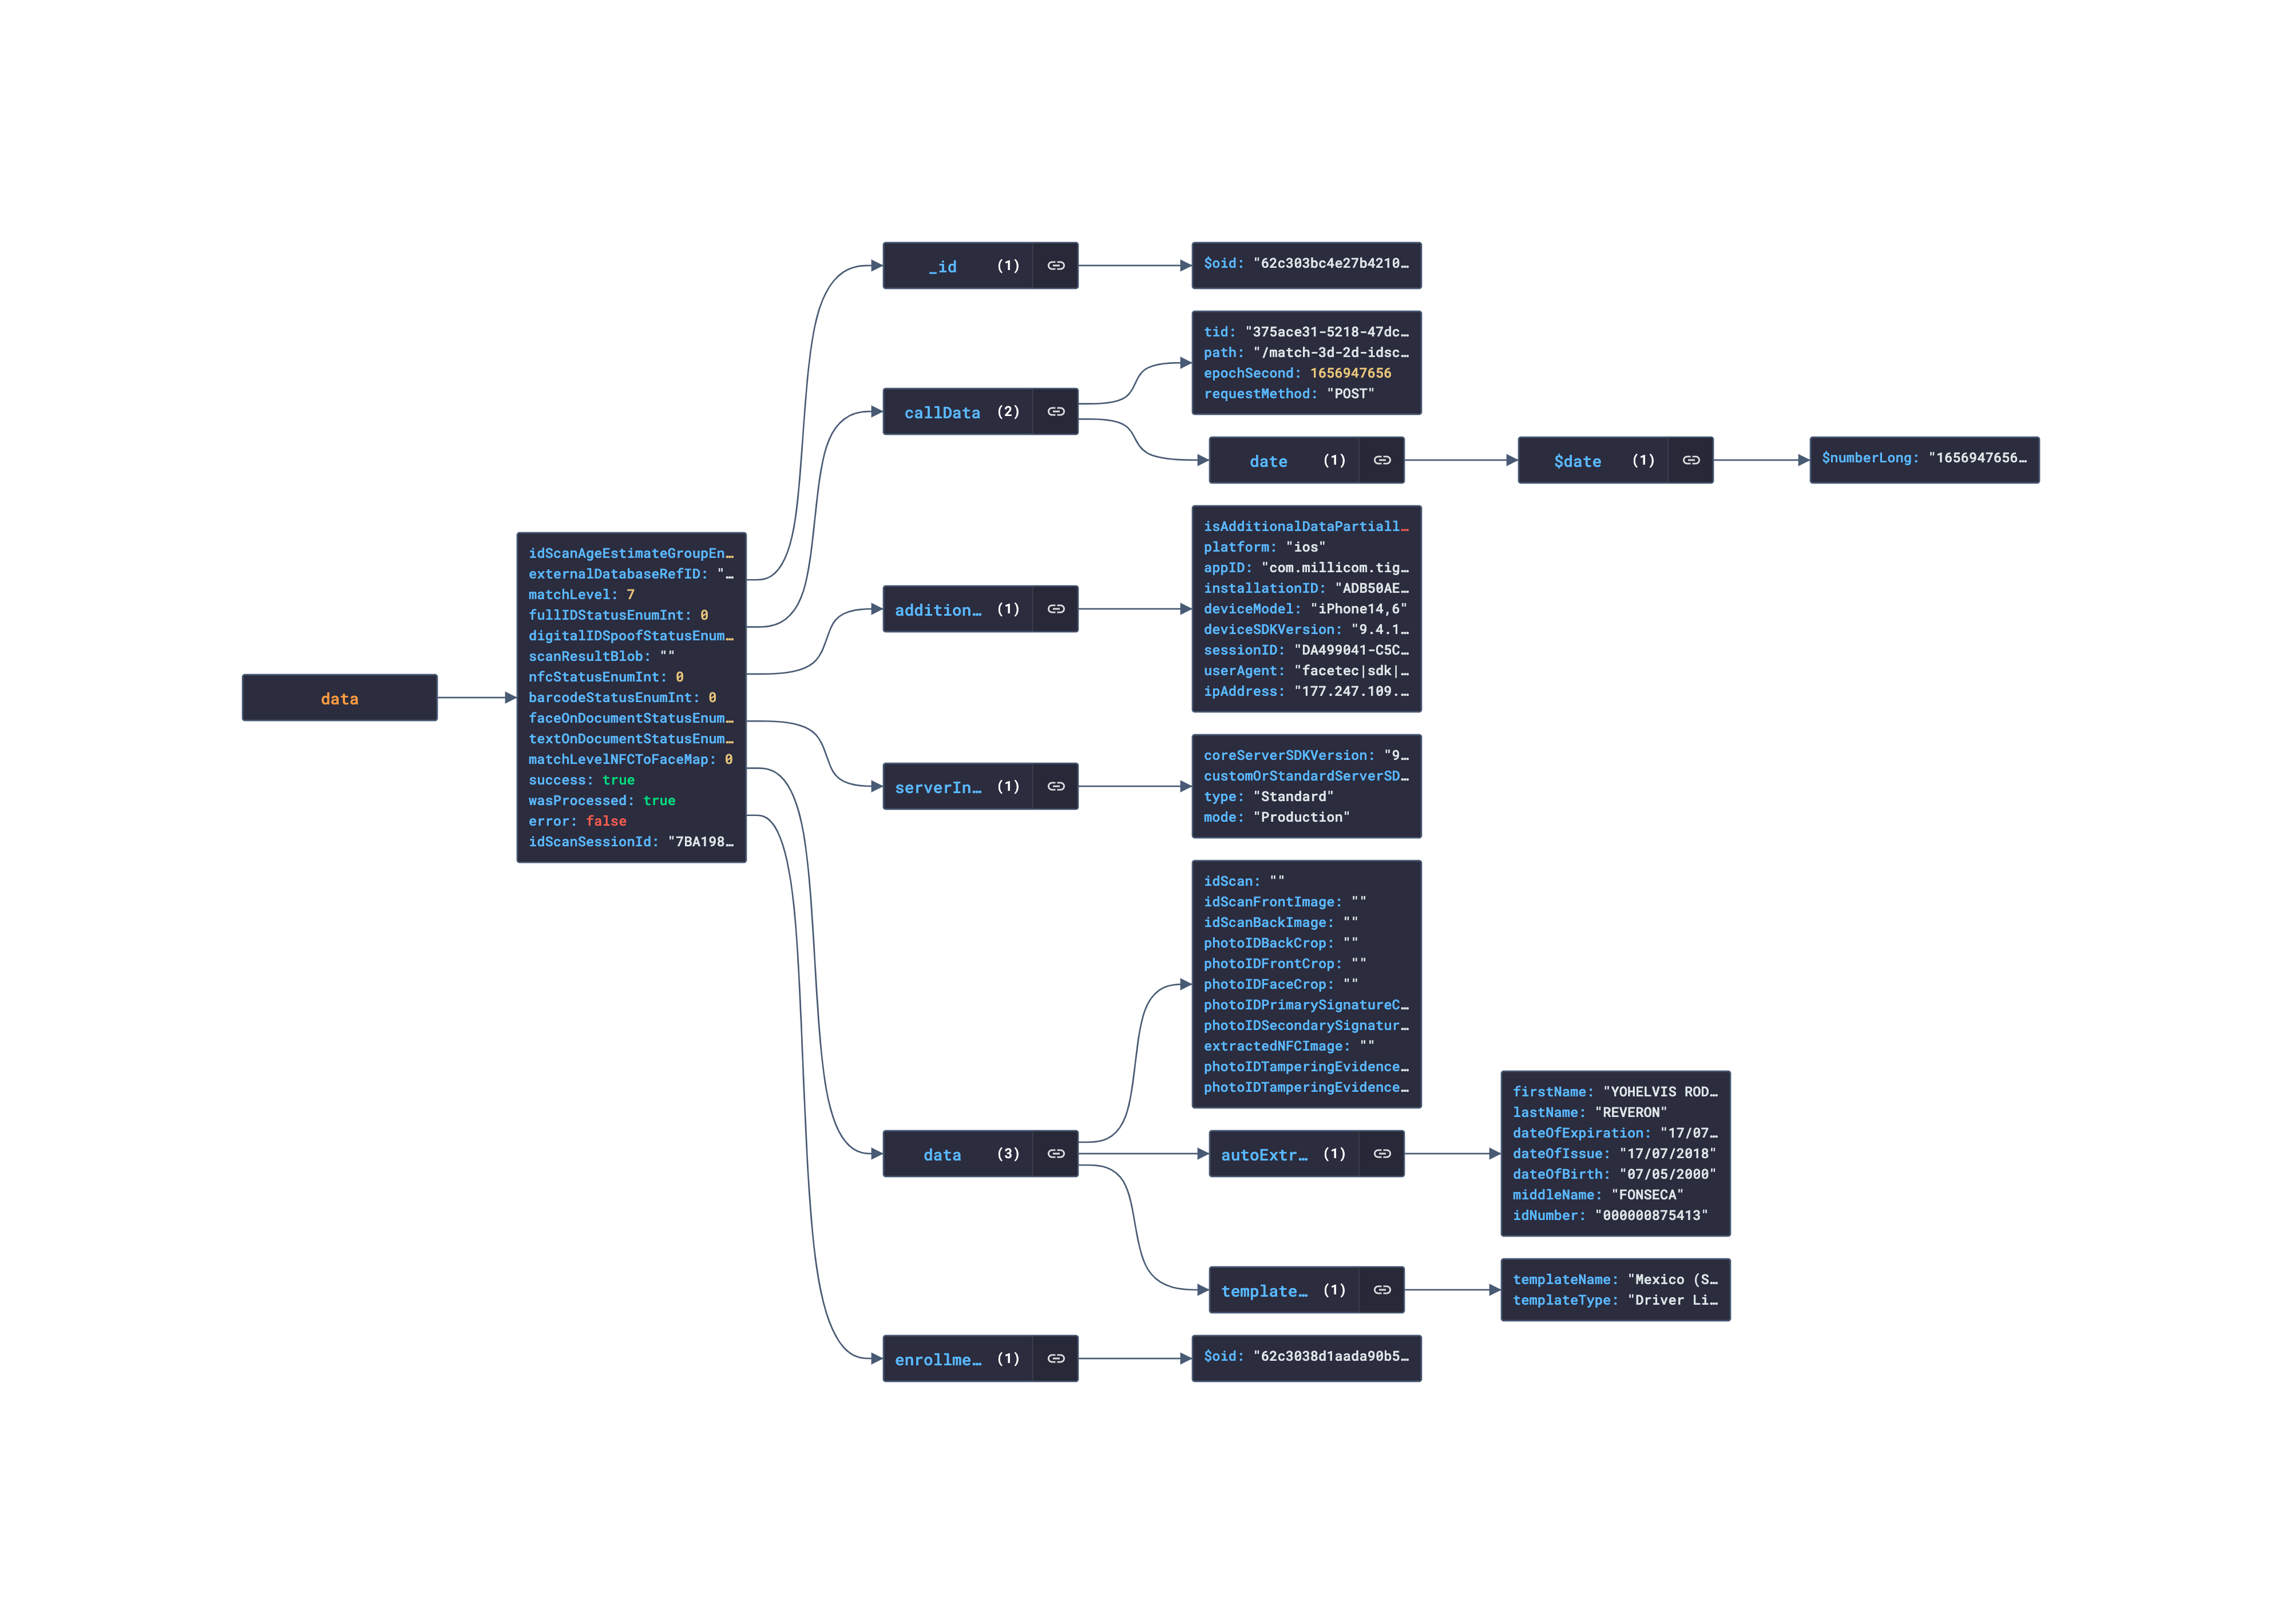 data
idScanAgeEstimateGroupEn…
externalDatabaseRefID: "…
matchLevel: 7
fullIDStatusEnumInt: 0
digitalIDSpoofStatusEnum…
scanResultBlob: ""
nfcStatusEnumInt: 0
barcodeStatusEnumInt: 0
faceOnDocumentStatusEnum…
textOnDocumentStatusEnum…
matchLevelNFCToFaceMap: 0
success: true
wasProcessed: true
error: false
idScanSessionId: "7BA198…
_id (1)
$oid: "62c303bc4e27b4210…
callData (2)
tid: "375ace31-5218-47dc…
path: "/match-3d-2d-idsc…
epochSecond: 1656947656
requestMethod: "POST"
date (1)
$date (1)
$numberLong: "1656947656…
addition… (1)
isAdditionalDataPartiall…
platform: "ios"
appID: "com.millicom.tig…
installationID: "ADB50AE…
deviceModel: "iPhone14,6"
deviceSDKVersion: "9.4.1…
sessionID: "DA499041-C5C…
userAgent: "facetec|sdk|…
ipAddress: "177.247.109.…
serverIn… (1)
coreServerSDKVersion: "9…
customOrStandardServerSD…
type: "Standard"
mode: "Production"
data (3)
idScan: ""
idScanFrontImage: ""
idScanBackImage: ""
photoIDBackCrop: ""
photoIDFrontCrop: ""
photoIDFaceCrop: ""
photoIDPrimarySignatureC…
photoIDSecondarySignatur…
extractedNFCImage: ""
photoIDTamperingEvidence…
photoIDTamperingEvidence…
autoExtr… (1)
firstName: "YOHELVIS ROD…
lastName: "REVERON"
dateOfExpiration: "17/07…
dateOfIssue: "17/07/2018"
dateOfBirth: "07/05/2000"
middleName: "FONSECA"
idNumber: "000000875413"
template… (1)
templateName: "Mexico (S…
templateType: "Driver Li…
enrollme… (1)
$oid: "62c3038d1aada90b5…